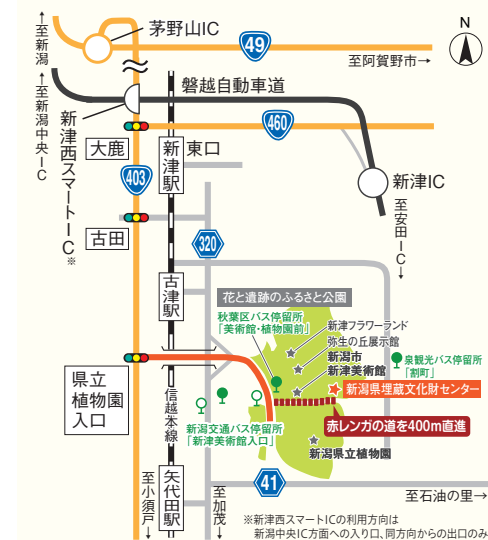 茅野山IC
49
N
←至新潟
至阿賀野市→
←至新潟中央IC
磐越自動車道
新津西スマートIC※
460
大鹿
新津駅
東口
403
新津IC
至安田IC→
古田
320
古津駅
花と遺跡のふるさと公園
秋葉区バス停留所
「美術館・植物園前」
新津フラワーランド
弥生の丘展示館
新潟市
新津美術館
泉観光バス停留所
「割町」
新潟県埋蔵文化財センター
県立
植物園
入口
信越本線
赤レンガの道を400m直進
新潟交通バス停留所
「新津美術館入口」
新潟県立植物園
至小須戸→
矢代田駅
至加茂→
41
至石油の里→
※新津西スマートICの利用方向は
新潟中央IC方面への入り口、同方向からの出口のみ